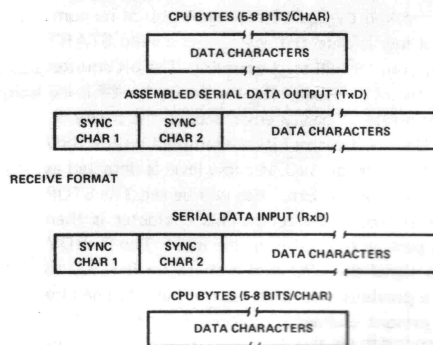 CPU BYTES (5-8 BITS/CHAR)
DATA CHARACTERS
ASSEMBLED SERIAL DATA OUTPUT (TxD)
SYNC CHAR 1
SYNC CHAR 2
DATA CHARACTERS
RECEIVE FORMAT
SERIAL DATA INPUT (RxD)
SYNC CHAR 1
SYNC CHAR 2
DATA CHARACTERS
CPU BYTES (5-8 BITS/CHAR)
DATA CHARACTERS